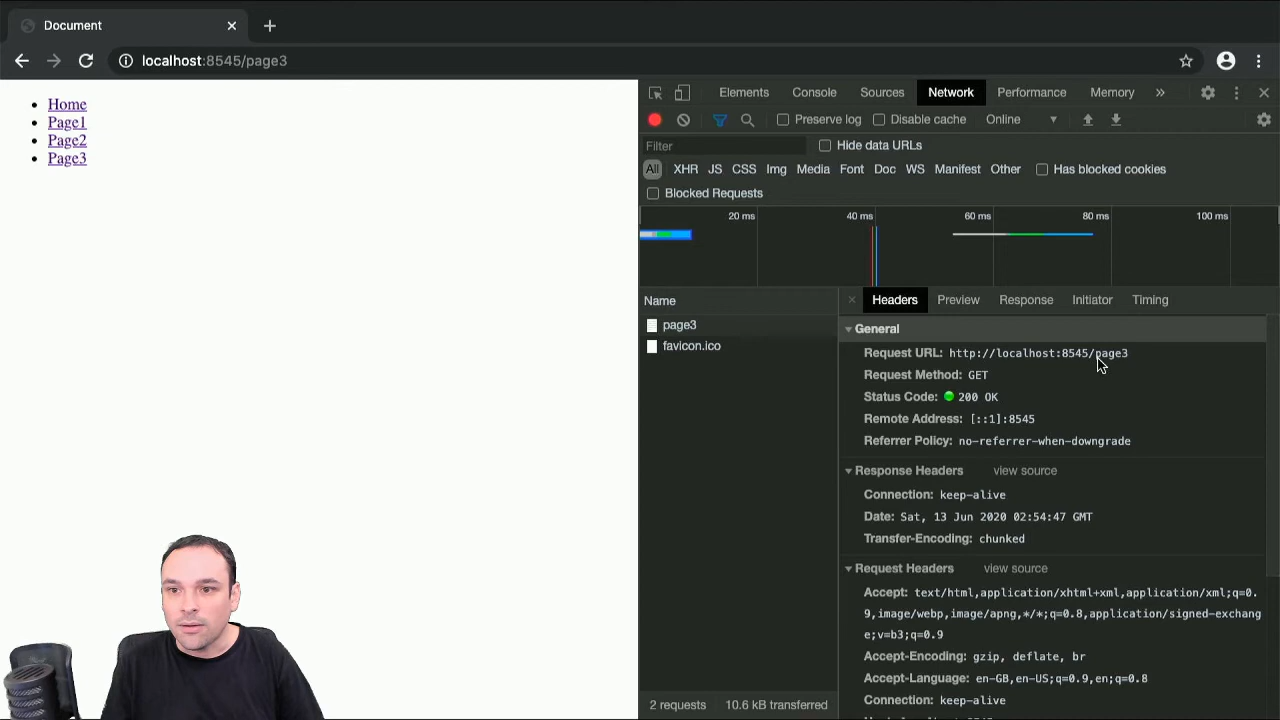 Document
localhost:8545/page3
Home
Page1
Page2
Page3
Elements Console Sources Network Performance Memory »
Preserve log Disable cache Online
Filter Hide data URLs
All XHR JS CSS Img Media Font Doc WS Manifest Other Has blocked cookies
Blocked Requests
20 ms 40 ms 60 ms 80 ms 100 ms
Name
page3
favicon.ico
2 requests 10.6 kB transferred
Headers Preview Response Initiator Timing
General
Request URL: http://localhost:8545/page3
Request Method: GET
Status Code: 200 OK
Remote Address: [::1]:8545
Referrer Policy: no-referrer-when-downgrade
Response Headers view source
Connection: keep-alive
Date: Sat, 13 Jun 2020 02:54:47 GMT
Transfer-Encoding: chunked
Request Headers view source
Accept: text/html,application/xhtml+xml,application/xml;q=0.
9,image/webp,image/apng,*/*;q=0.8,application/signed-exchang
e;v=b3;q=0.9
Accept-Encoding: gzip, deflate, br
Accept-Language: en-GB,en-US;q=0.9,en;q=0.8
Connection: keep-alive